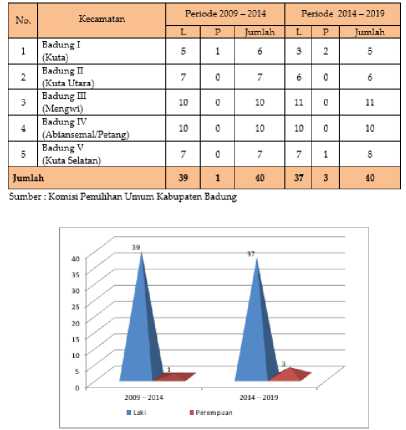 No. Kecamatan Periode 2009 – 2014 Periode 2014 – 2019
L P Jumlah L P Jumlah
1 Badung I (Kuta) 5 1 6 3 2 5
2 Badung II (Kuta Utara) 7 0 7 6 0 6
3 Badung III (Mengwi) 10 0 10 11 0 11
4 Badung IV (Abiansemal/Petang) 10 0 10 10 0 10
5 Badung V (Kuta Selatan) 7 0 7 7 1 8
Jumlah 39 1 40 37 3 40
Sumber : Komisi Pemilihan Umum Kabupaten Badung
39
37
40
35
30
25
20
15
10
5
0
1
3
2009 – 2014 2014 – 2019
Laki Perempuan